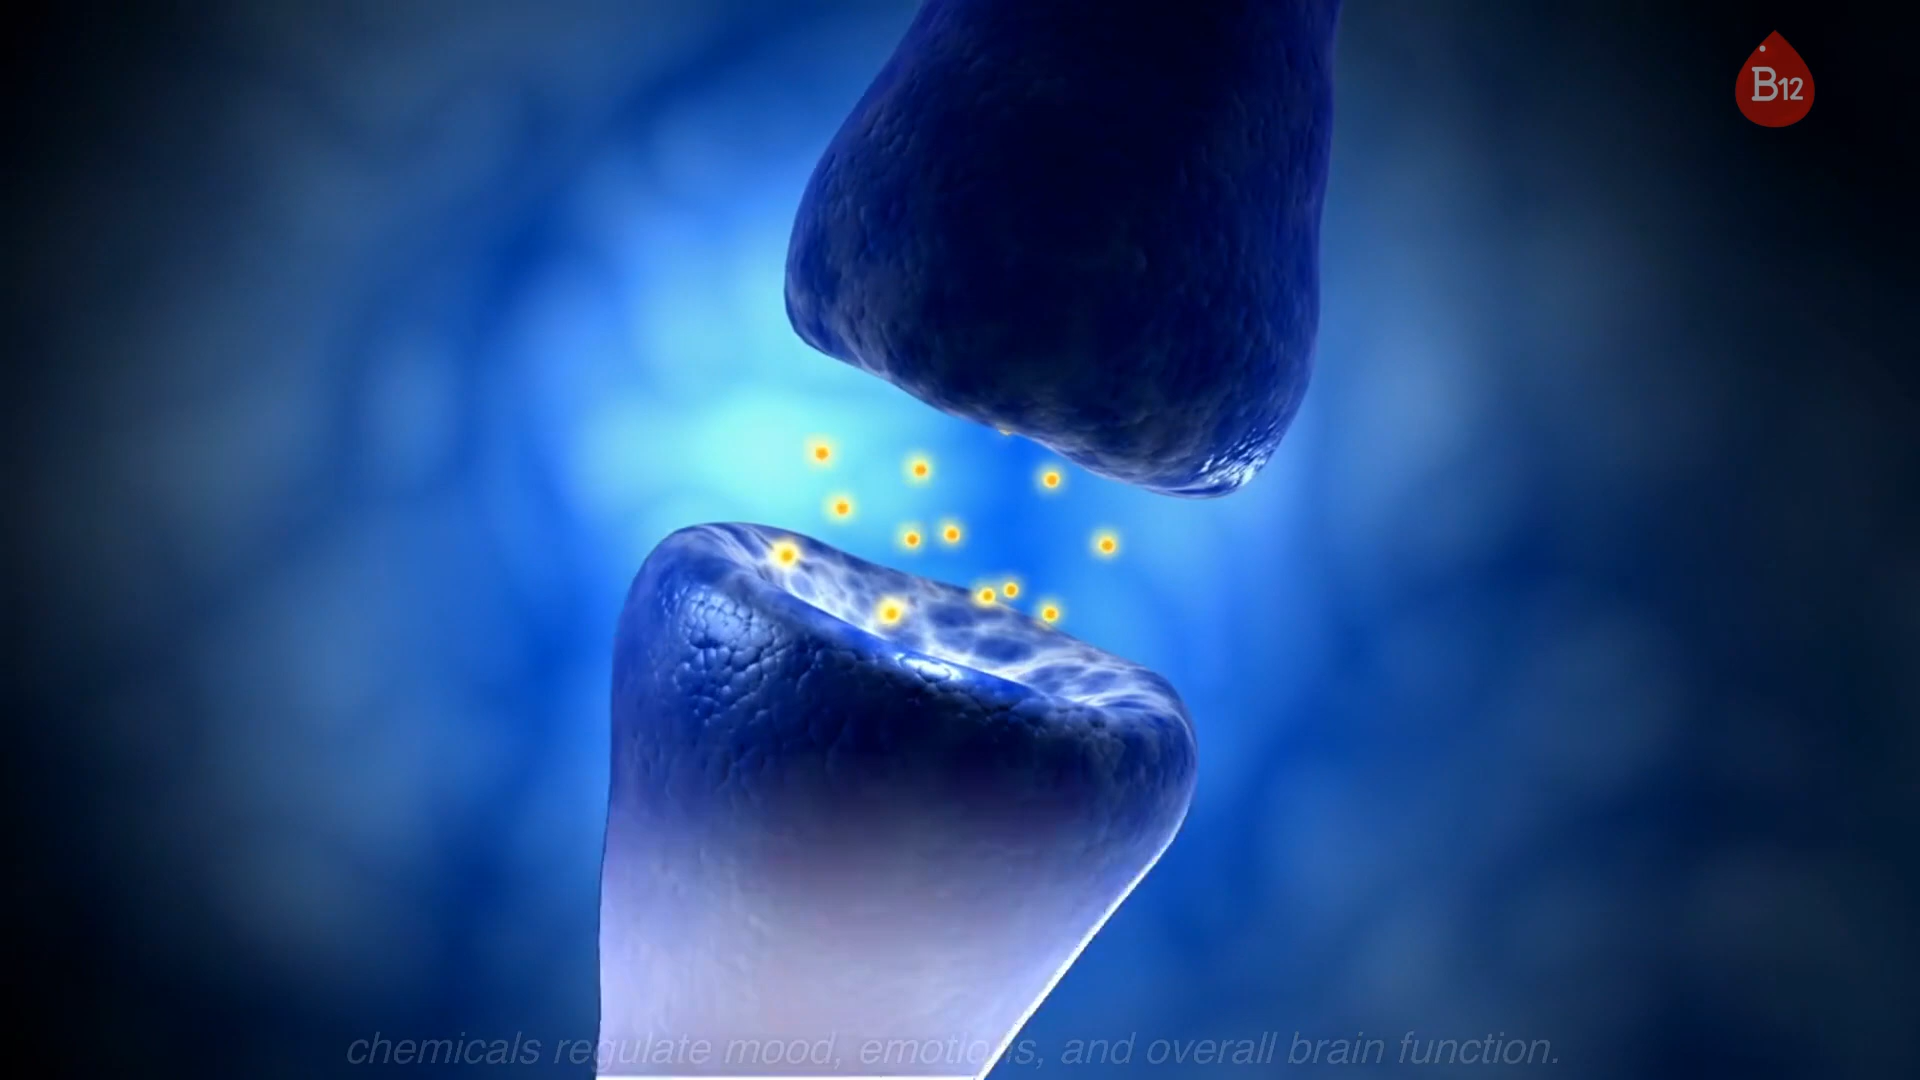 B12
chemicals regulate mood, emotions, and overall brain function.